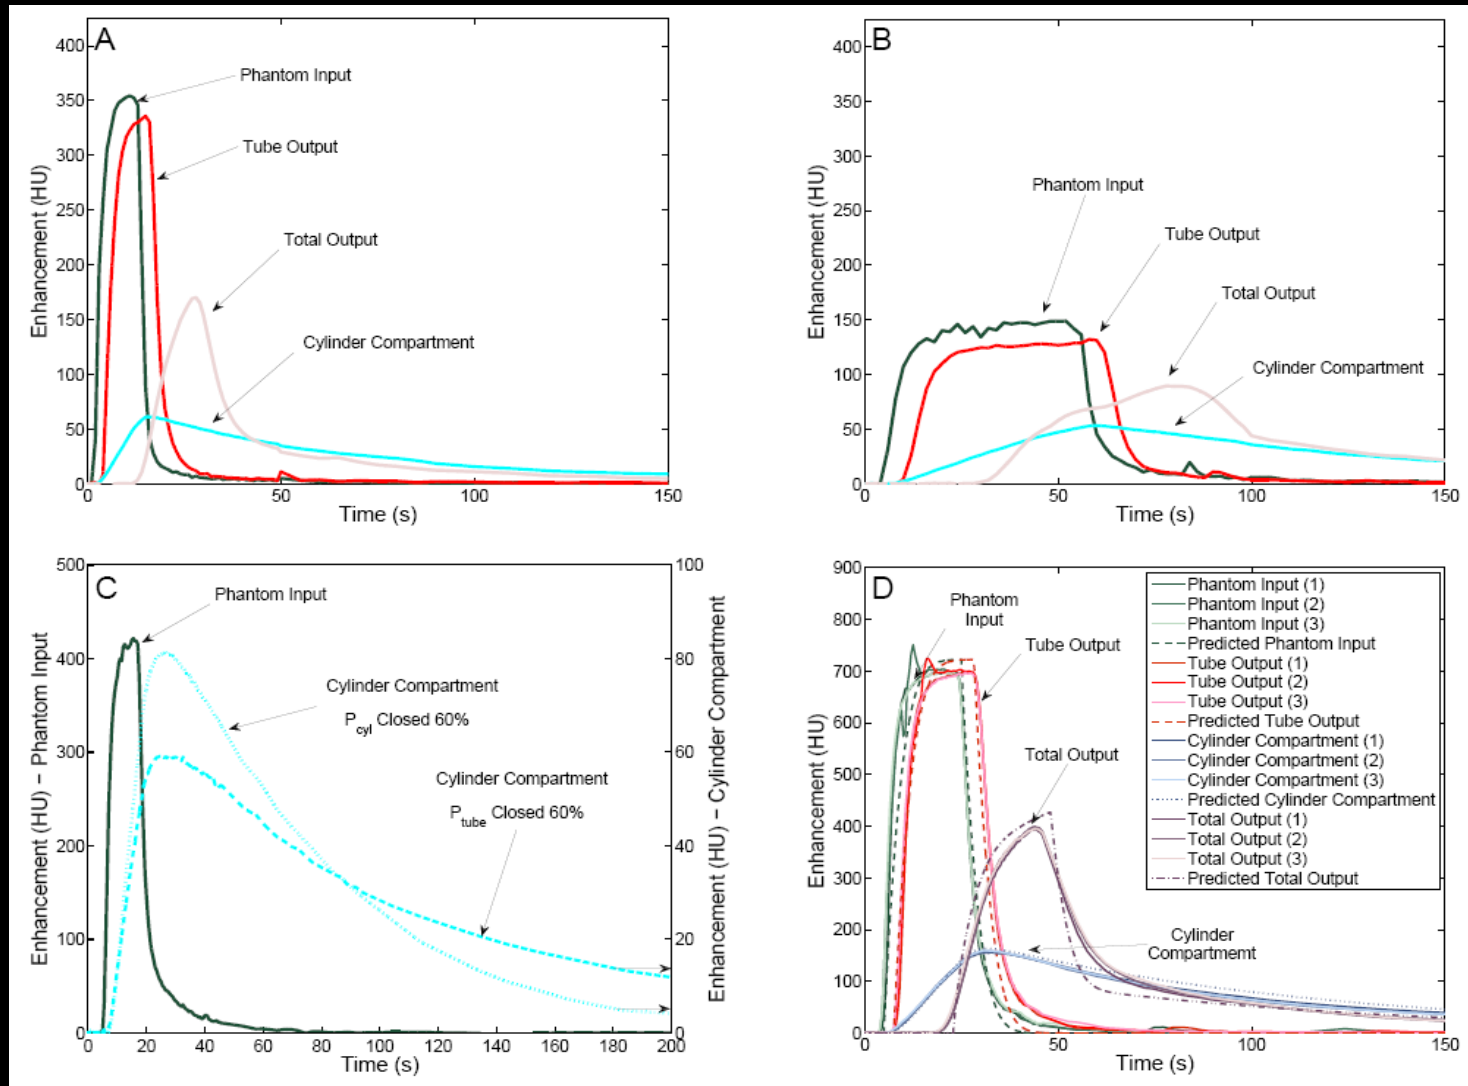 A
Phantom Input
Tube Output
Total Output
Cylinder Compartment
Enhancement (HU)
400
350
300
250
200
150
100
50
0
0 50 100 150
Time (s)
B
Phantom Input
Tube Output
Total Output
Cylinder Compartment
Enhancement (HU)
400
350
300
250
200
150
100
50
0
0 50 100 150
Time (s)
C
Phantom Input
Cylinder Compartment
Pcyl Closed 60%
Cylinder Compartment
Ptube Closed 60%
Enhancement (HU) − Phantom Input
500
400
300
200
100
0
Enhancement (HU) − Cylinder Compartment
100
80
60
40
20
0
0 20 40 60 80 100 120 140 160 180 200
Time (s)
D
Phantom
Input
Tube Output
Total Output
Cylinder
Compartment
Phantom Input (1)
Phantom Input (2)
Phantom Input (3)
Predicted Phantom Input
Tube Output (1)
Tube Output (2)
Tube Output (3)
Predicted Tube Output
Cylinder Compartment (1)
Cylinder Compartment (2)
Cylinder Compartment (3)
Predicted Cylinder Compartment
Total Output (1)
Total Output (2)
Total Output (3)
Predicted Total Output
Enhancement (HU)
900
800
700
600
500
400
300
200
100
0
0 50 100 150
Time (s)